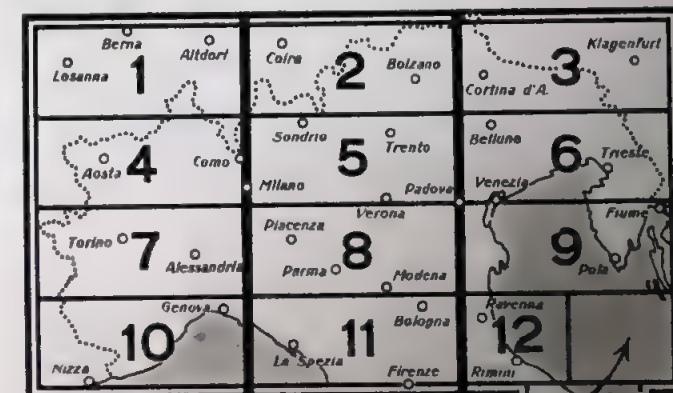 Berna
Altdorf
Losanna
1
Coira
2
Bolzano
3
Klagenfurt
Cortina d'A.
Aosta
4
Como
Sondrio
5
Trento
Milano
Padova
Verona
Belluno
6
Trieste
Venezia
Torino
7
Alessandria
Piacenza
8
Parma
Modena
Fiume
9
Pola
Genova
10
Nizza
Bologna
11
La Spezia
Firenze
Ravenna
12
Rimini